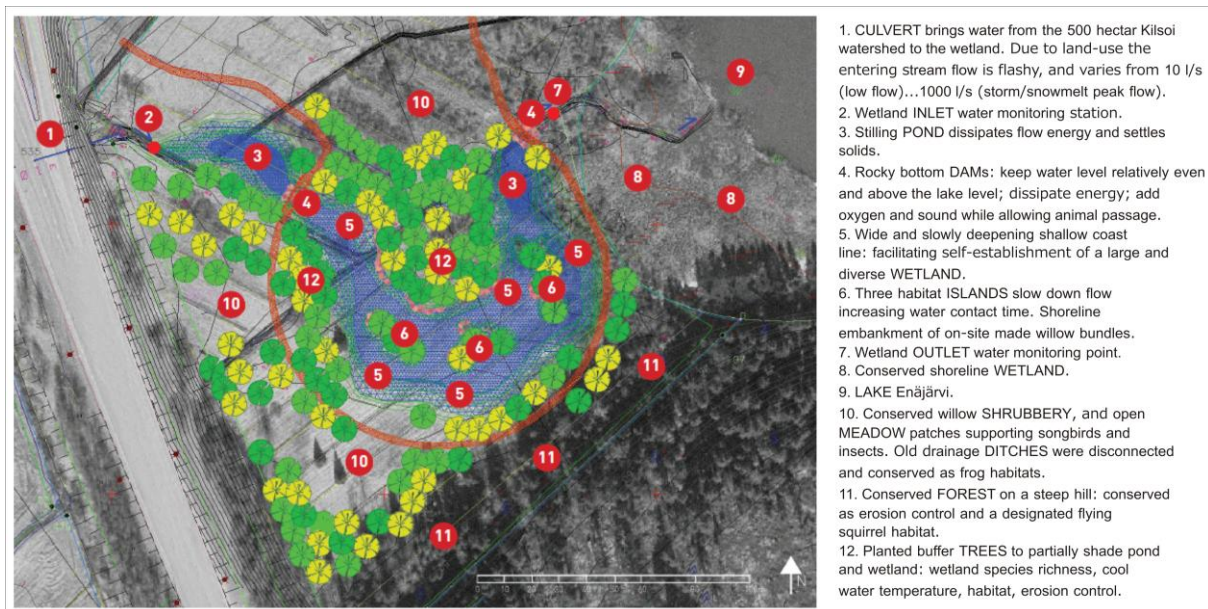 1. CULVERT brings water from the 500 hectar Kilsoi
watershed to the wetland. Due to land-use the
entering stream flow is flashy, and varies from 10 l/s
(low flow)...1000 l/s (storm/snowmelt peak flow).
2. Wetland INLET water monitoring station.
3. Stilling POND dissipates flow energy and settles
solids.
4. Rocky bottom DAMs: keep water level relatively even
and above the lake level; dissipate energy; add
oxygen and sound while allowing animal passage.
5. Wide and slowly deepening shallow coast
line: facilitating self-establishment of a large and
diverse WETLAND.
6. Three habitat ISLANDS slow down flow
increasing water contact time. Shoreline
embankment of on-site made willow bundles.
7. Wetland OUTLET water monitoring point.
8. Conserved shoreline WETLAND.
9. LAKE Enäjärvi.
10. Conserved willow SHRUBBERY, and open
MEADOW patches supporting songbirds and
insects. Old drainage DITCHES were disconnected
and conserved as frog habitats.
11. Conserved FOREST on a steep hill: conserved
as erosion control and a designated flying
squirrel habitat.
12. Planted buffer TREES to partially shade pond
and wetland: wetland species richness, cool
water temperature, habitat, erosion control.
9
7
10
4
2
1
3
3
8
8
4
5
5
12
12
5
6
10
6
6
5
11
5
10
11
11
N